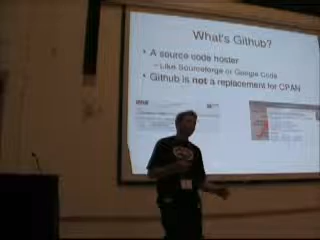 What's Github?
• A source code hoster
– Like Sourceforge or Google Code
• Github is not a replacement for CPAN